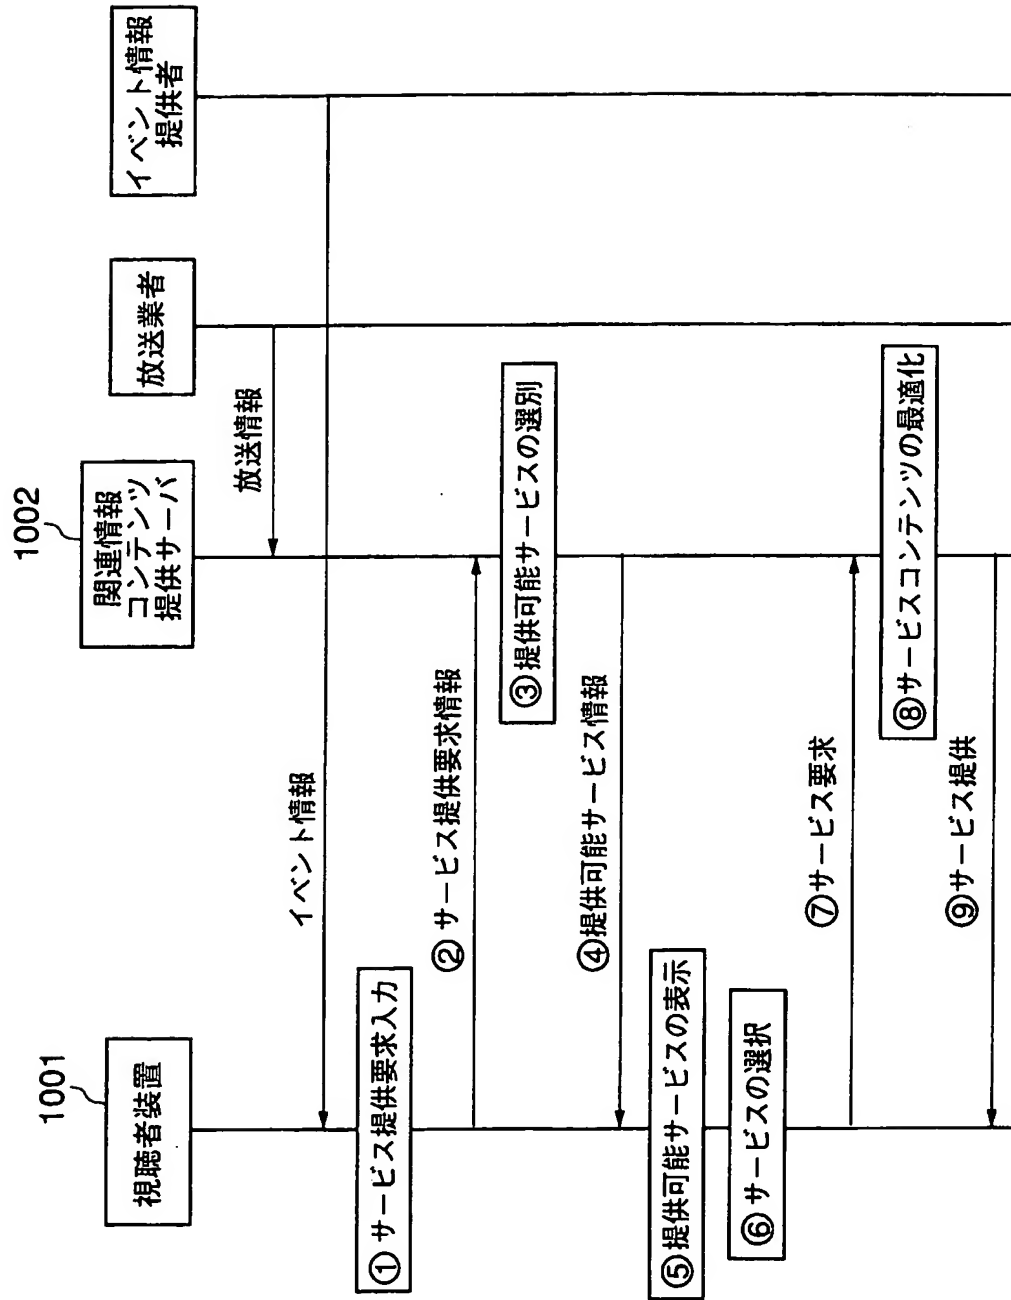 1001
視聴者装置
1002
関連情報
コンテンツ
提供サーバ
放送業者
イベント情報
提供者
放送情報
イベント情報
①サービス提供要求入力
②サービス提供要求情報
③提供可能サービスの選別
④提供可能サービス情報
⑤提供可能サービスの表示
⑥サービスの選択
⑦サービス要求
⑧サービスコンテンツの最適化
⑨サービス提供